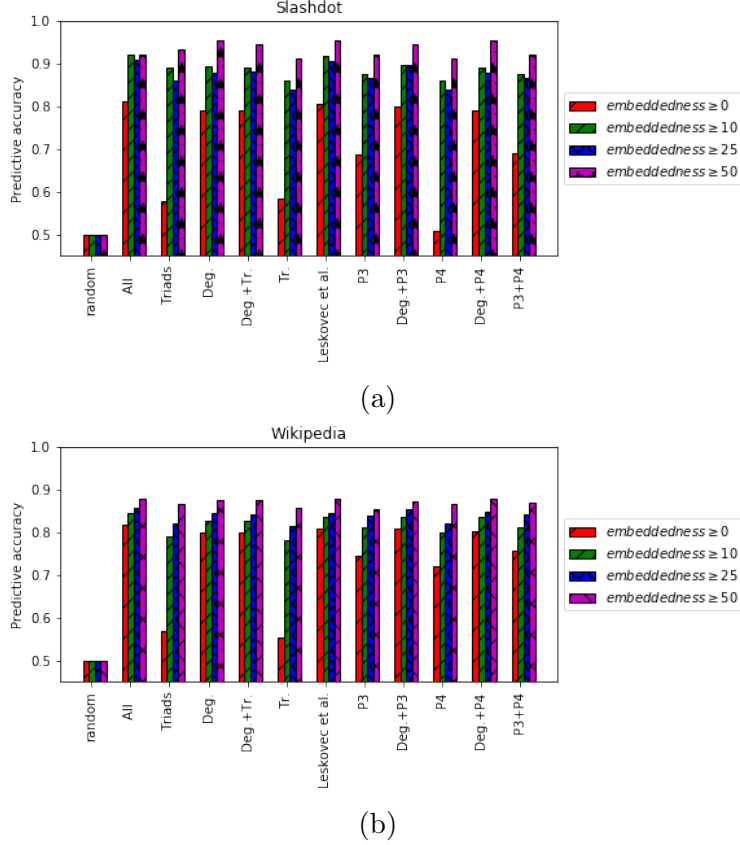 Slashdot
1.0
0.9
0.8
0.7
0.6
0.5
Predictive accuracy
embeddedness ≥ 0
embeddedness ≥ 10
embeddedness ≥ 25
embeddedness ≥ 50
random
All
Triads
Deg.
Deg.+Tr.
Tr.
Leskovec et al.
P3
Deg.+P3
P4
Deg.+P4
P3+P4
(a)
Wikipedia
1.0
0.9
0.8
0.7
0.6
0.5
Predictive accuracy
embeddedness ≥ 0
embeddedness ≥ 10
embeddedness ≥ 25
embeddedness ≥ 50
random
All
Triads
Deg.
Deg.+Tr.
Tr.
Leskovec et al.
P3
Deg.+P3
P4
Deg.+P4
P3+P4
(b)